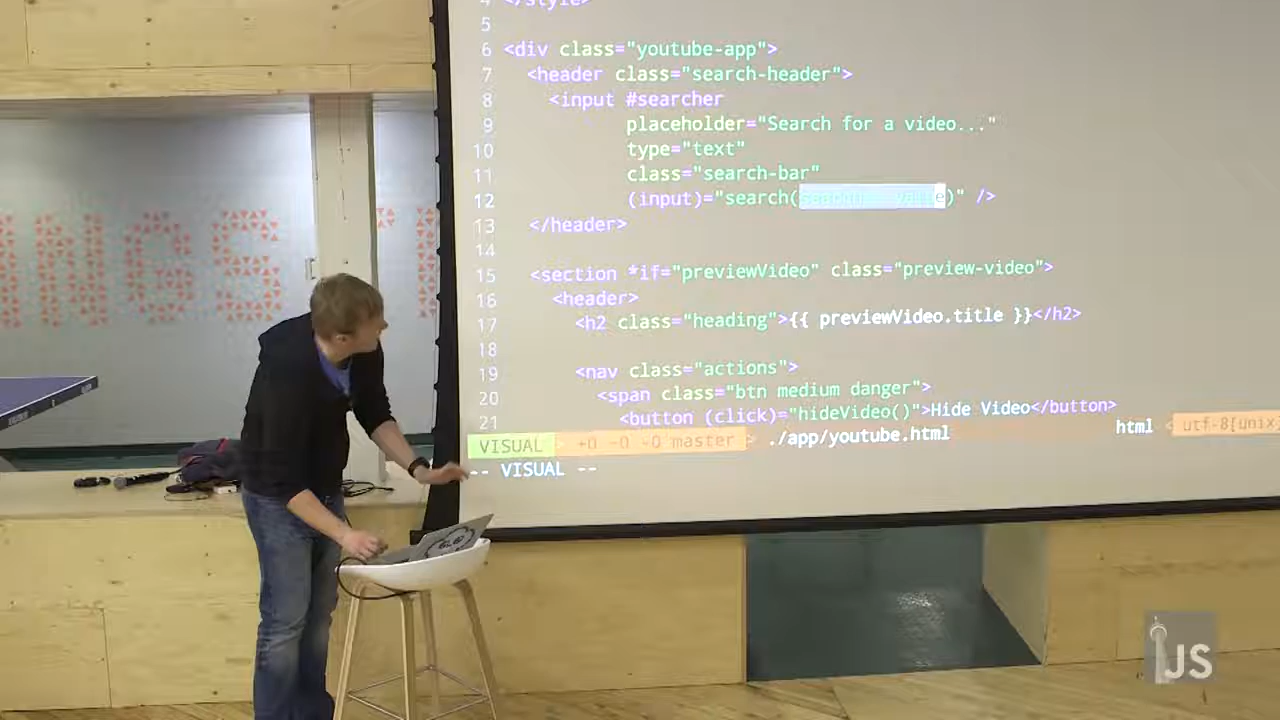 4 </style>
5
6 <div class="youtube-app">
7 <header class="search-header">
8 <input #searcher
9 placeholder="Search for a video..."
10 type="text"
11 class="search-bar"
12 (input)="search(searcher.value)" />
13 </header>
14
15 <section *if="previewVideo" class="preview-video">
16 <header>
17 <h2 class="heading">{{ previewVideo.title }}</h2>
18
19 <nav class="actions">
20 <span class="btn medium danger">
21 <button (click)="hideVideo()">Hide Video</button>
VISUAL +0 ~0 -0 master ./app/youtube.html html utf-8[unix]
-- VISUAL --
NGS
JS